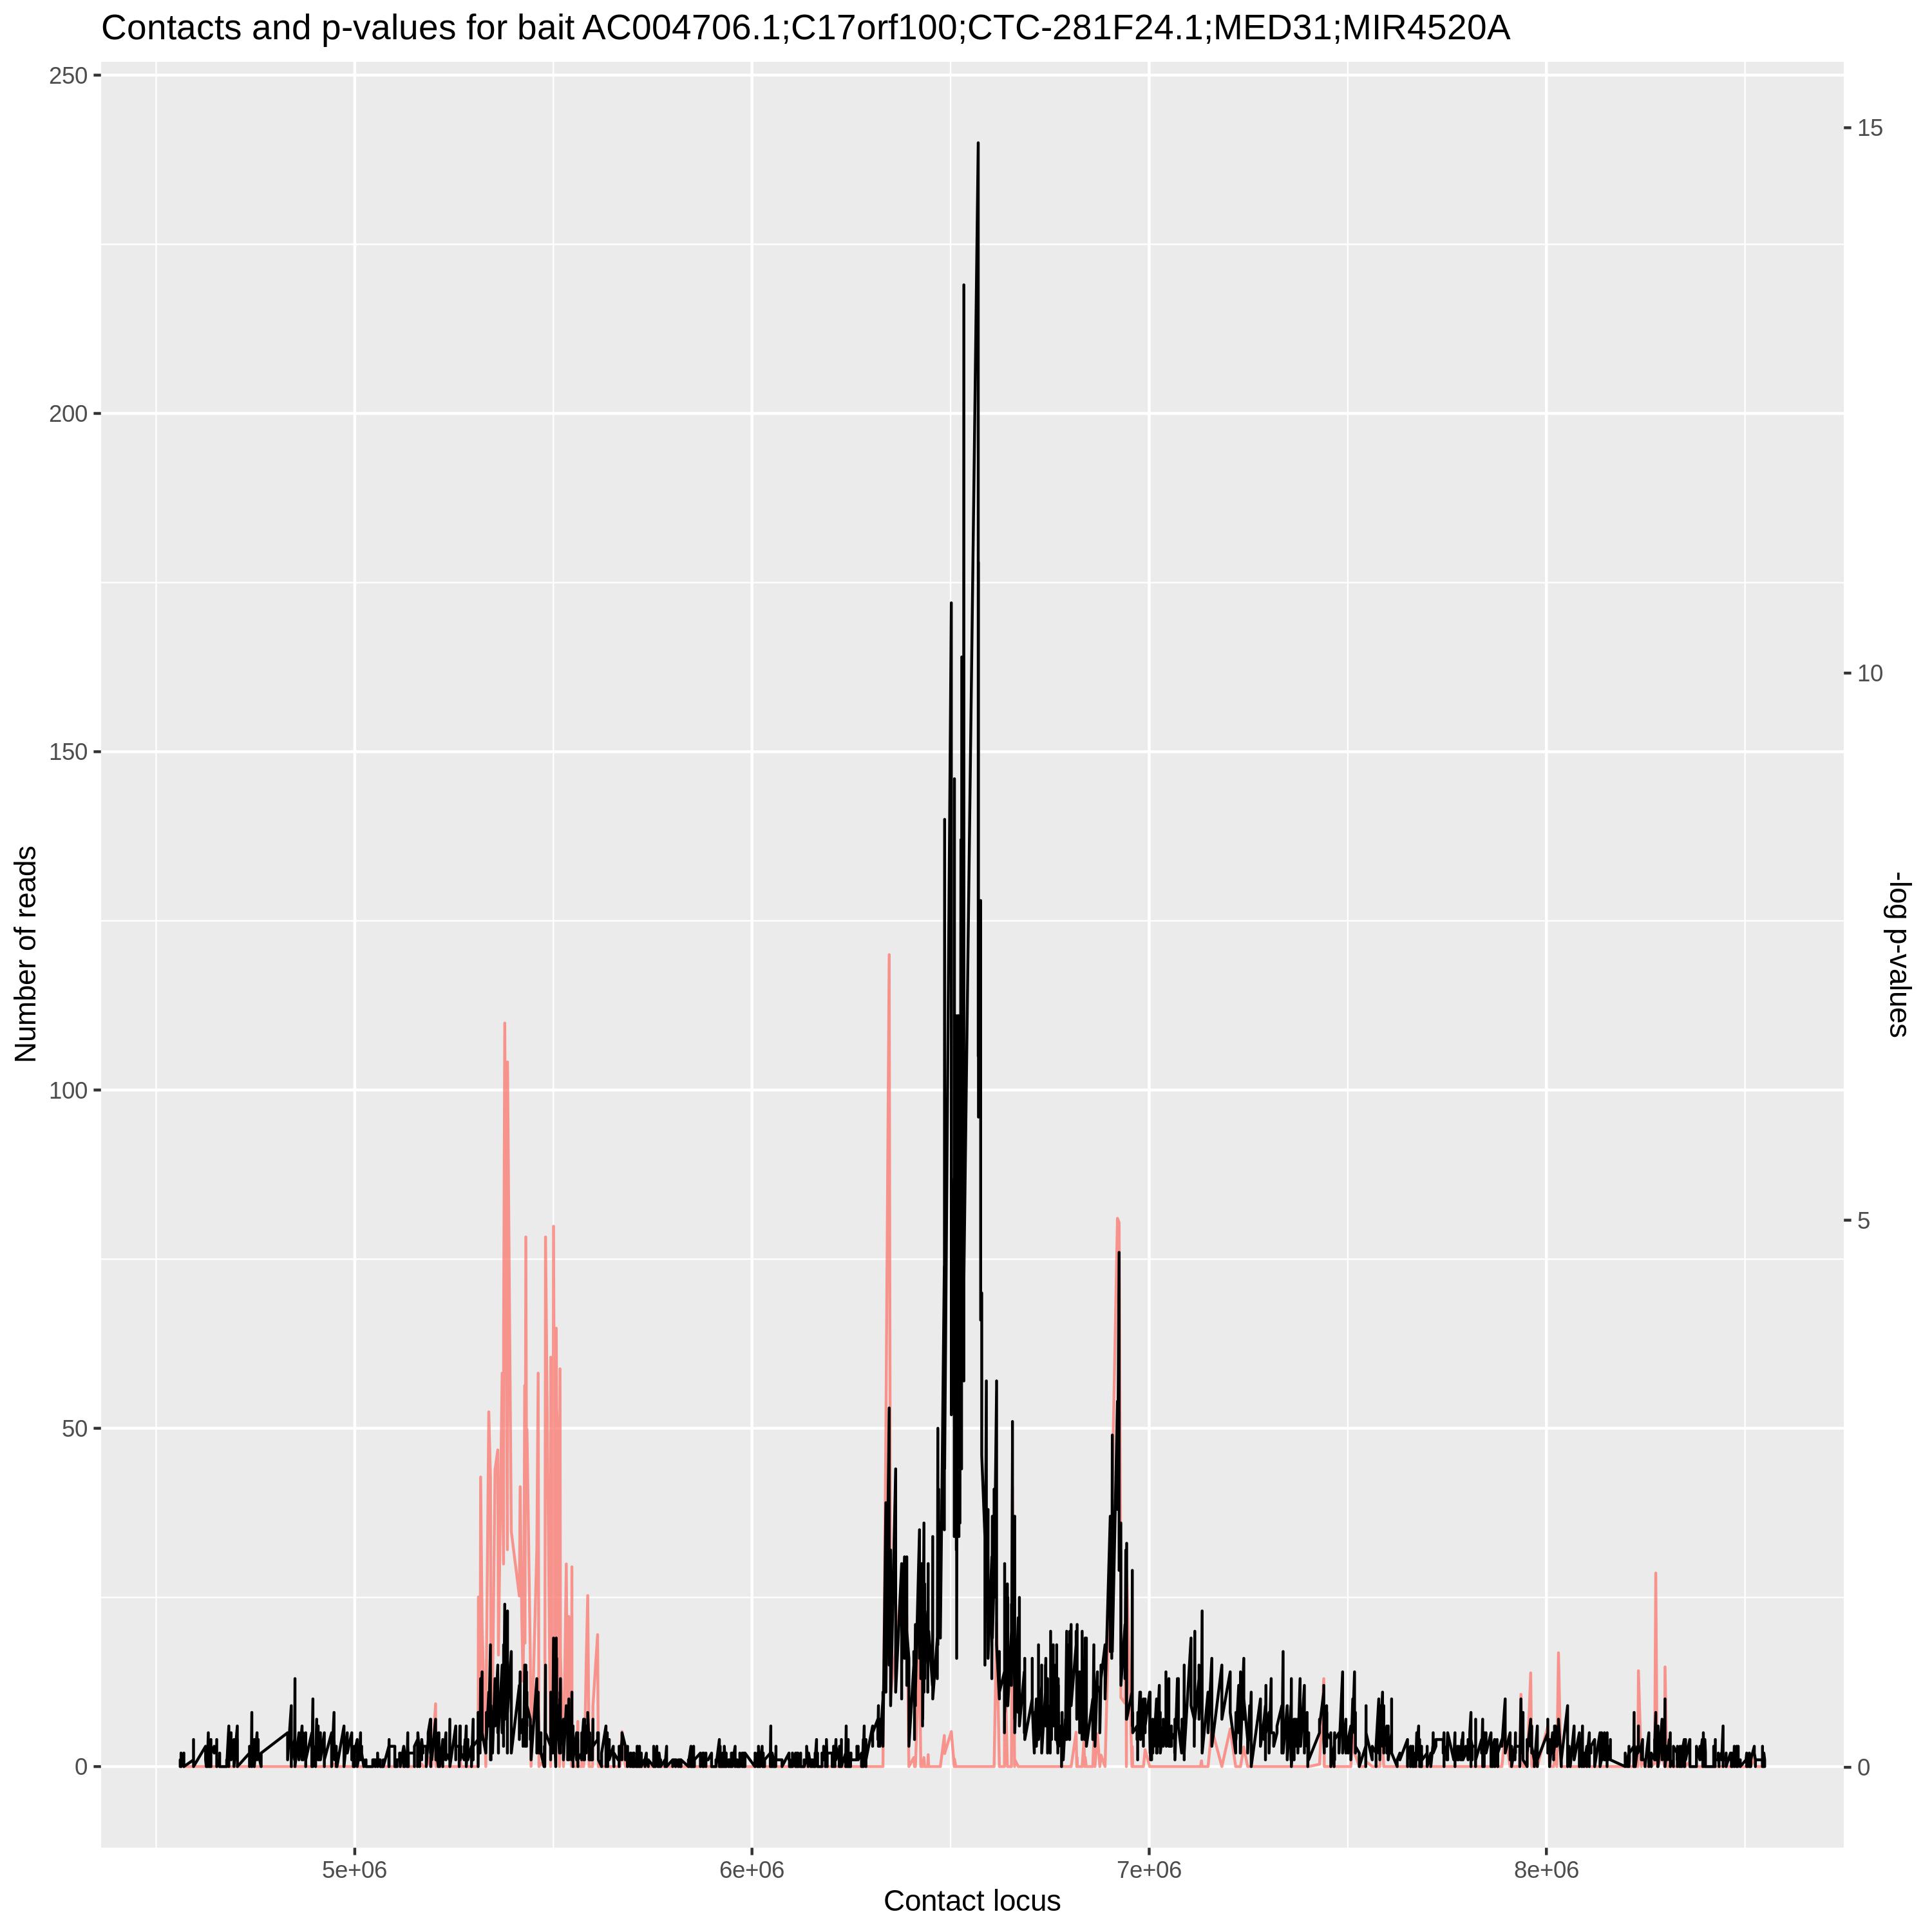 Contacts and p-values for bait AC004706.1;C17orf100;CTC-281F24.1;MED31;MIR4520A
250
200
150
100
50
0
Number of reads
15
10
5
0
-log p-values
5e+06
6e+06
7e+06
8e+06
Contact locus